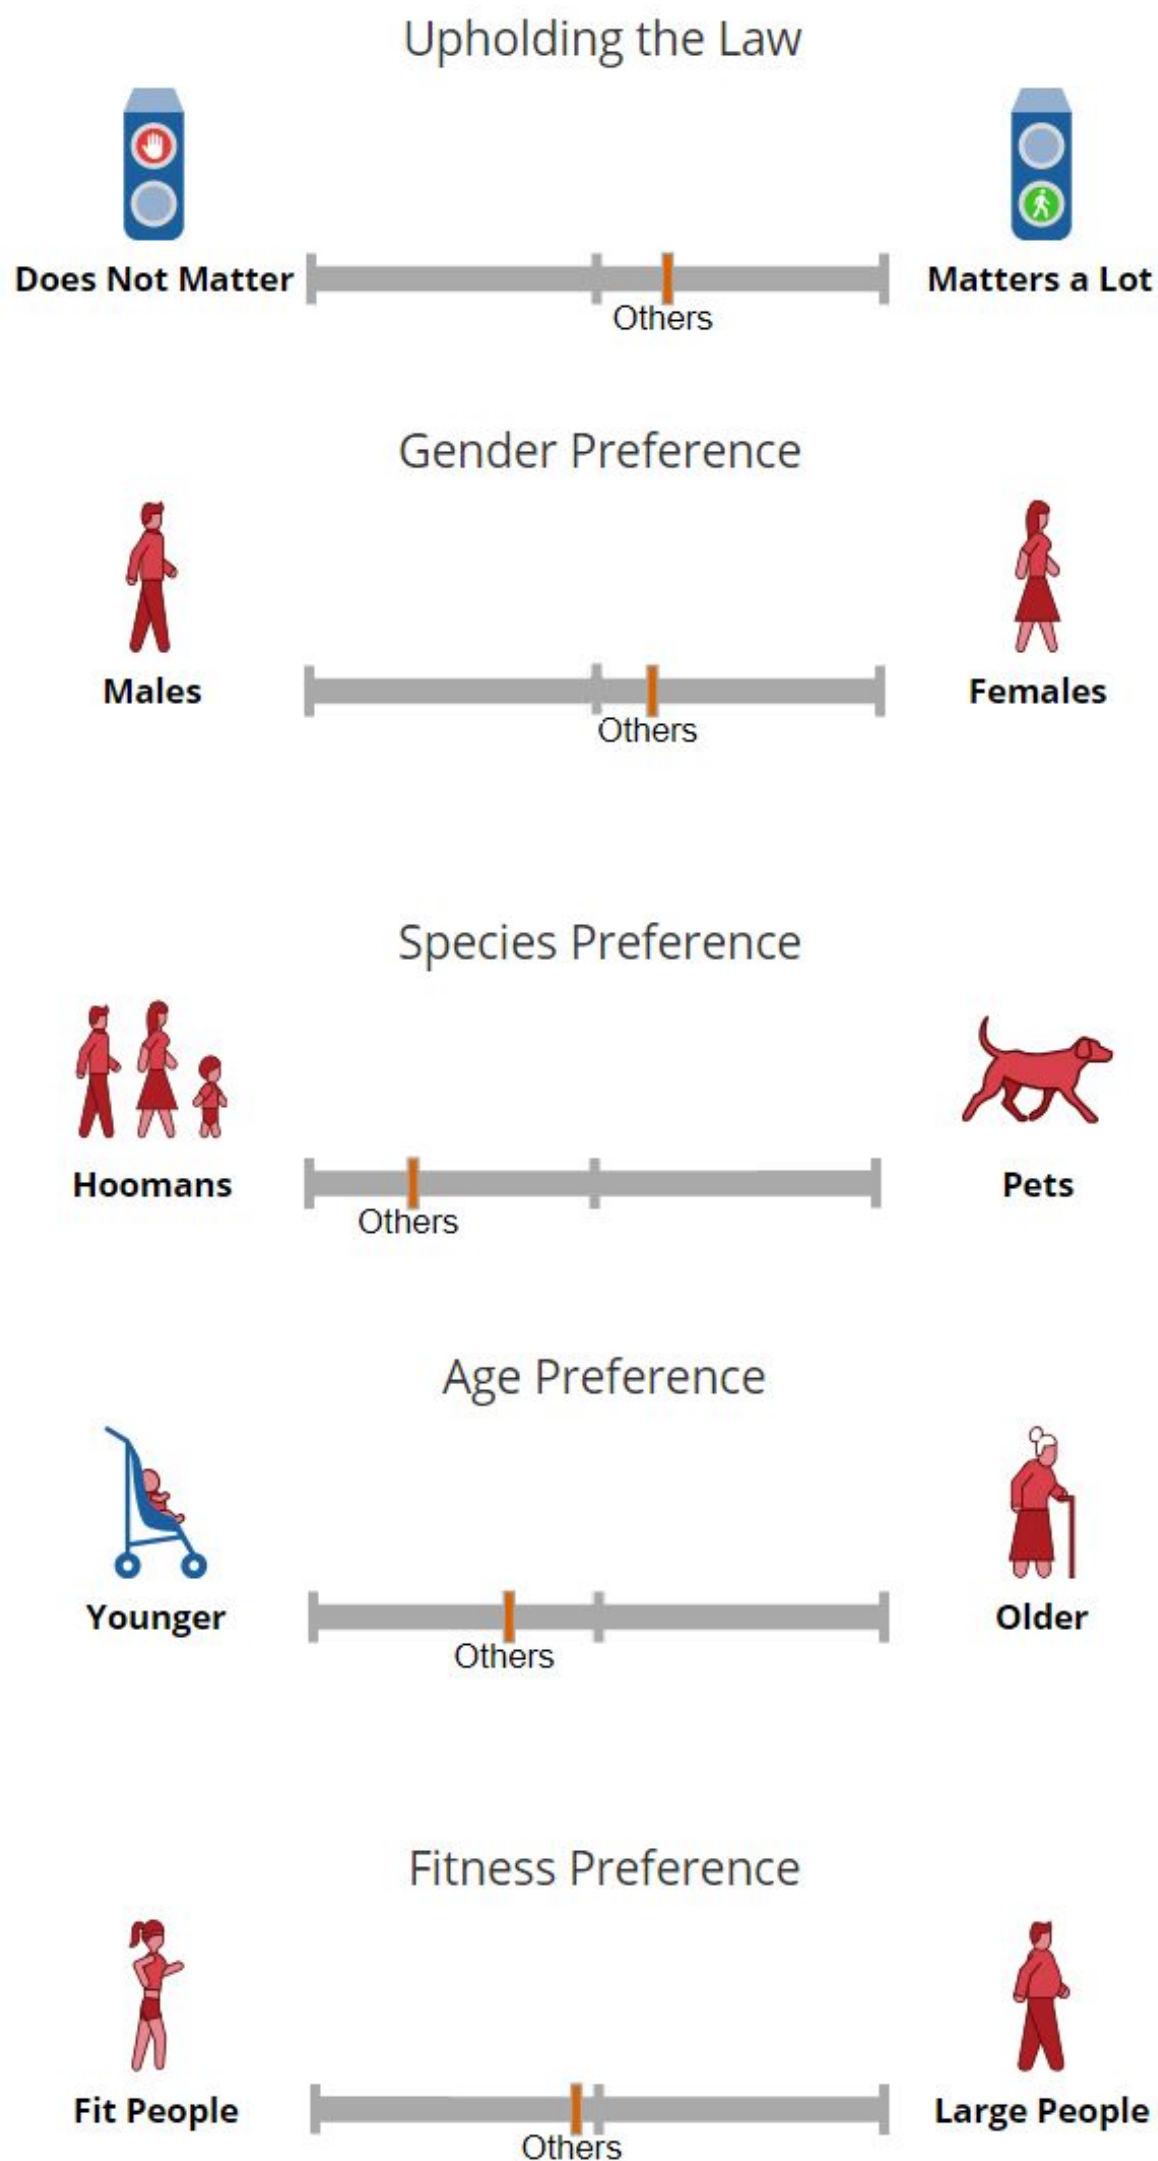 Upholding the Law
Does Not Matter
Matters a Lot
Others
Gender Preference
Males
Females
Others
Species Preference
Hoomans
Pets
Others
Age Preference
Younger
Older
Others
Fitness Preference
Fit People
Large People
Others